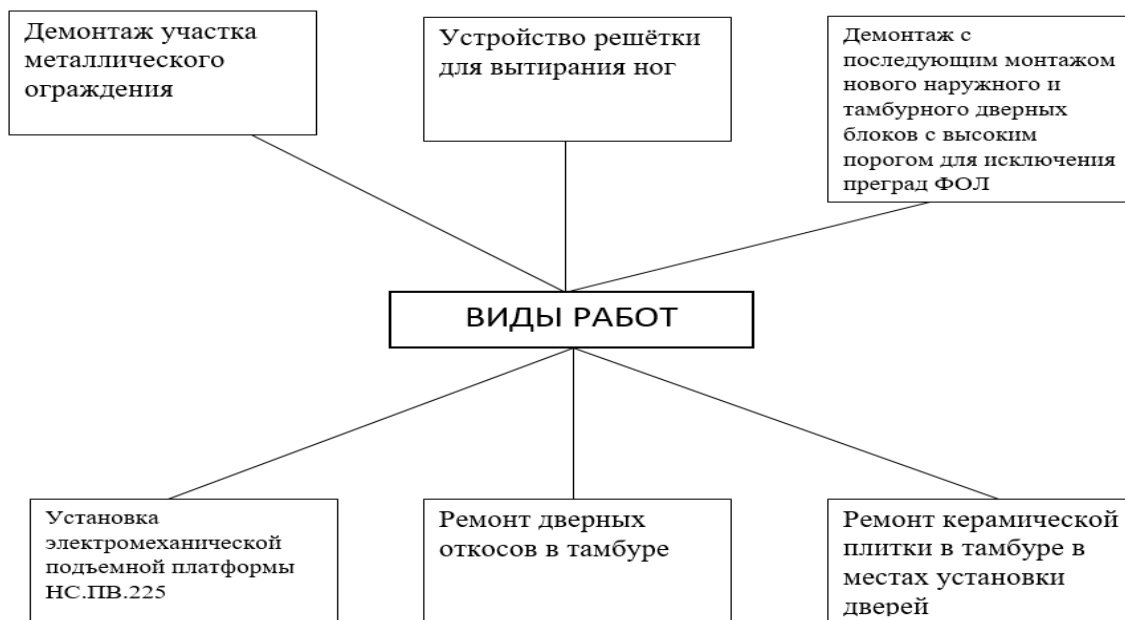 Демонтаж участка
металлического
ограждения
Устройство решётки
для вытирания ног
Демонтаж с
последующим монтажом
нового наружного и
тамбурного дверных
блоков с высоким
порогом для исключения
преград ФОЛ
ВИДЫ РАБОТ
Установка
электромеханической
подъемной платформы
НС.ПВ.225
Ремонт дверных
откосов в тамбуре
Ремонт керамической
плитки в тамбуре в
местах установки
дверей